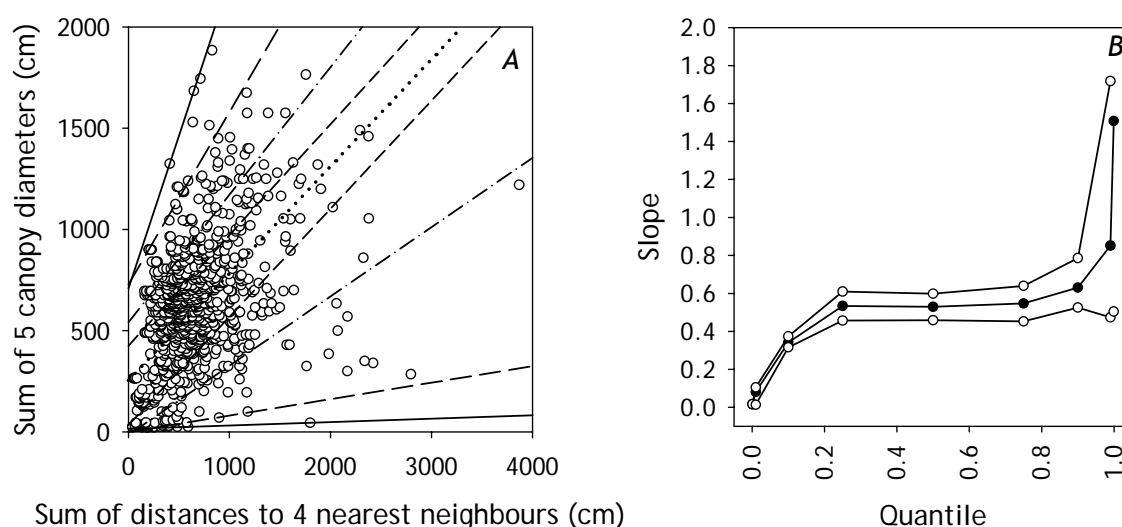 Sum of 5 canopy diameters (cm)
2000
1500
1000
500
0
A
0 1000 2000 3000 4000
Sum of distances to 4 nearest neighbours (cm)
Slope
2.0
1.8
1.6
1.4
1.2
1.0
0.8
0.6
0.4
0.2
0.0
B
0.0 0.2 0.4 0.6 0.8 1.0
Quantile